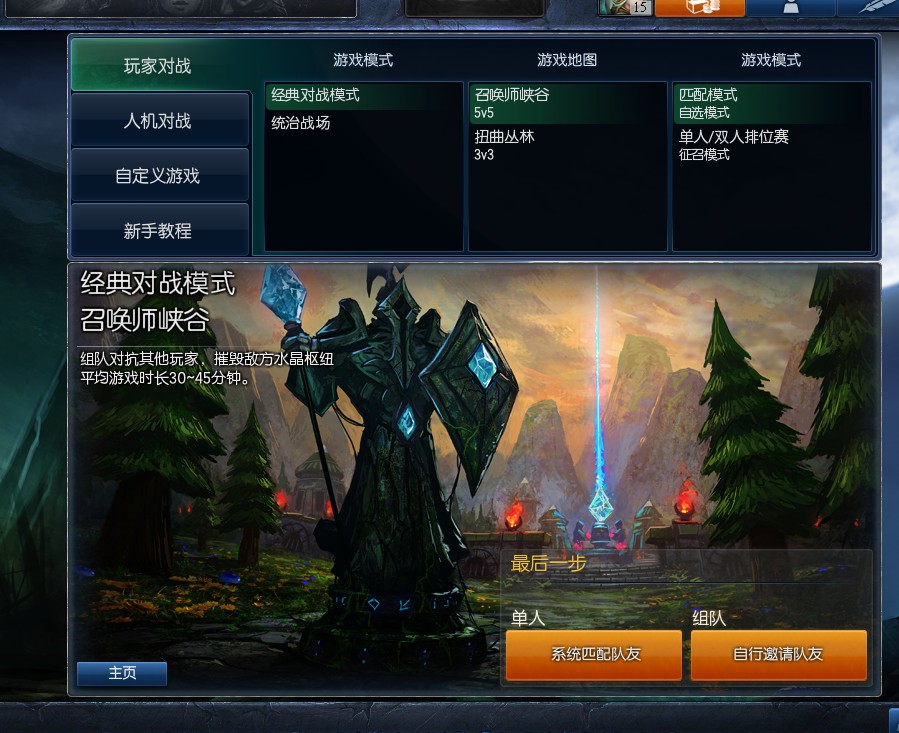 15
玩家对战
人机对战
自定义游戏
新手教程
游戏模式
经典对战模式
统治战场
游戏地图
召唤师峡谷
5v5
扭曲丛林
3v3
游戏模式
匹配模式
自选模式
单人/双人排位赛
征召模式
经典对战模式
召唤师峡谷
组队对抗其他玩家，摧毁敌方水晶枢纽
平均游戏时长30~45分钟。
最后一步
单人
组队
系统匹配队友
自行邀请队友
主页